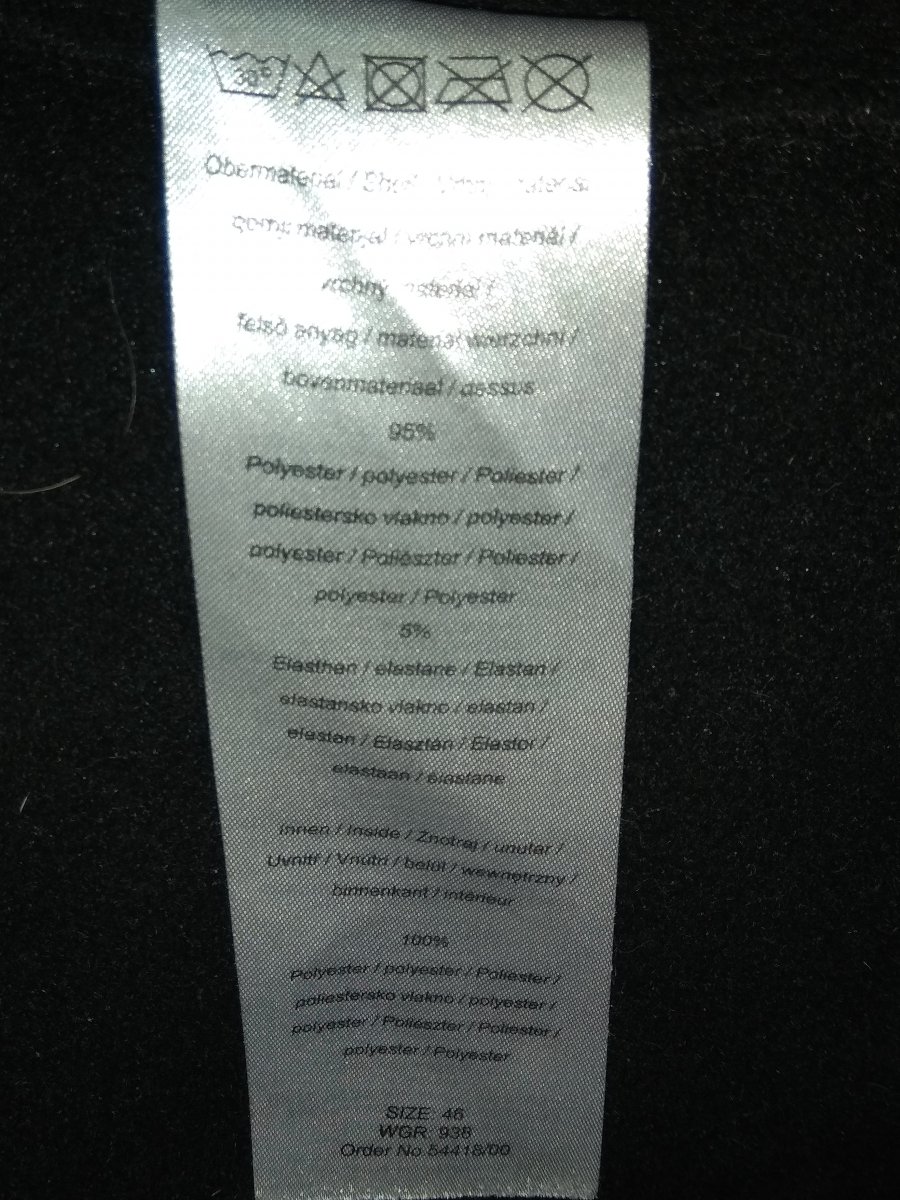 30°
Obermaterial / Shell /
gornji materijal / vrchní materiál /
vrchný materiál /
felsõ anyag / materiał wierzchni /
bovenmateriaal / dessus
95%
Polyester / polyester / Poliester /
poliestersko vlakno / polyester /
polyester / Poliészter / Poliester /
polyester / Polyester
5%
Elasthan / elastane / Elastan /
elastansko vlakno / elastan /
elastan / Elasztán / Elastor /
elastaan / élastane
Innen / Inside / Znotraj / unutar /
Uvnitř / Vnútri / belül / wewnętrzny /
binnenkant / intérieur
100%
Polyester / polyester / Poliester /
poliestersko vlakno / polyester /
polyester / Poliészter / Poliester /
polyester / Polyester
SIZE 46
WGR 938
Order No.54418/00